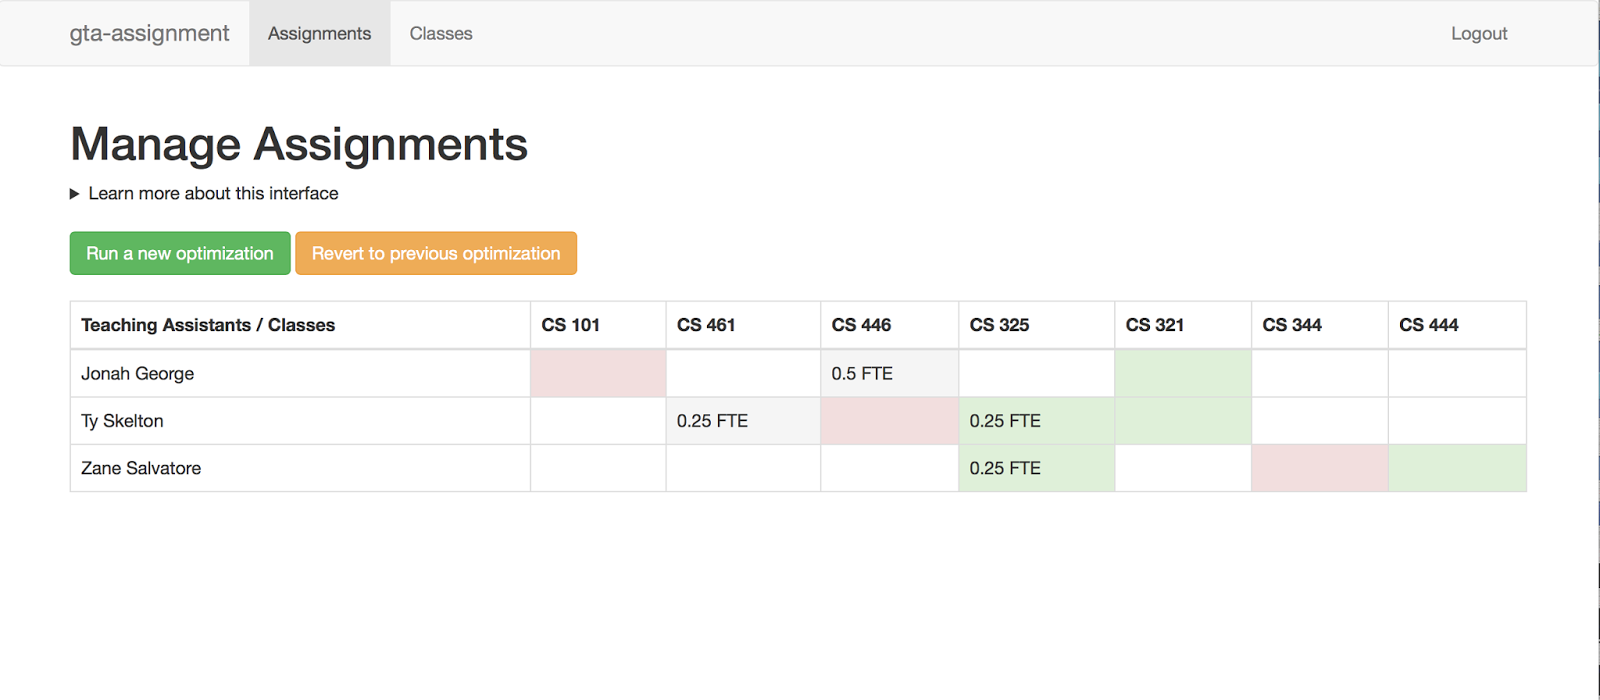 gta-assignment Assignments Classes Logout
Manage Assignments
Learn more about this interface
Run a new optimization Revert to previous optimization
Teaching Assistants / Classes CS 101 CS 461 CS 446 CS 325 CS 321 CS 344 CS 444
Jonah George 0.5 FTE
Ty Skelton 0.25 FTE 0.25 FTE
Zane Salvatore 0.25 FTE